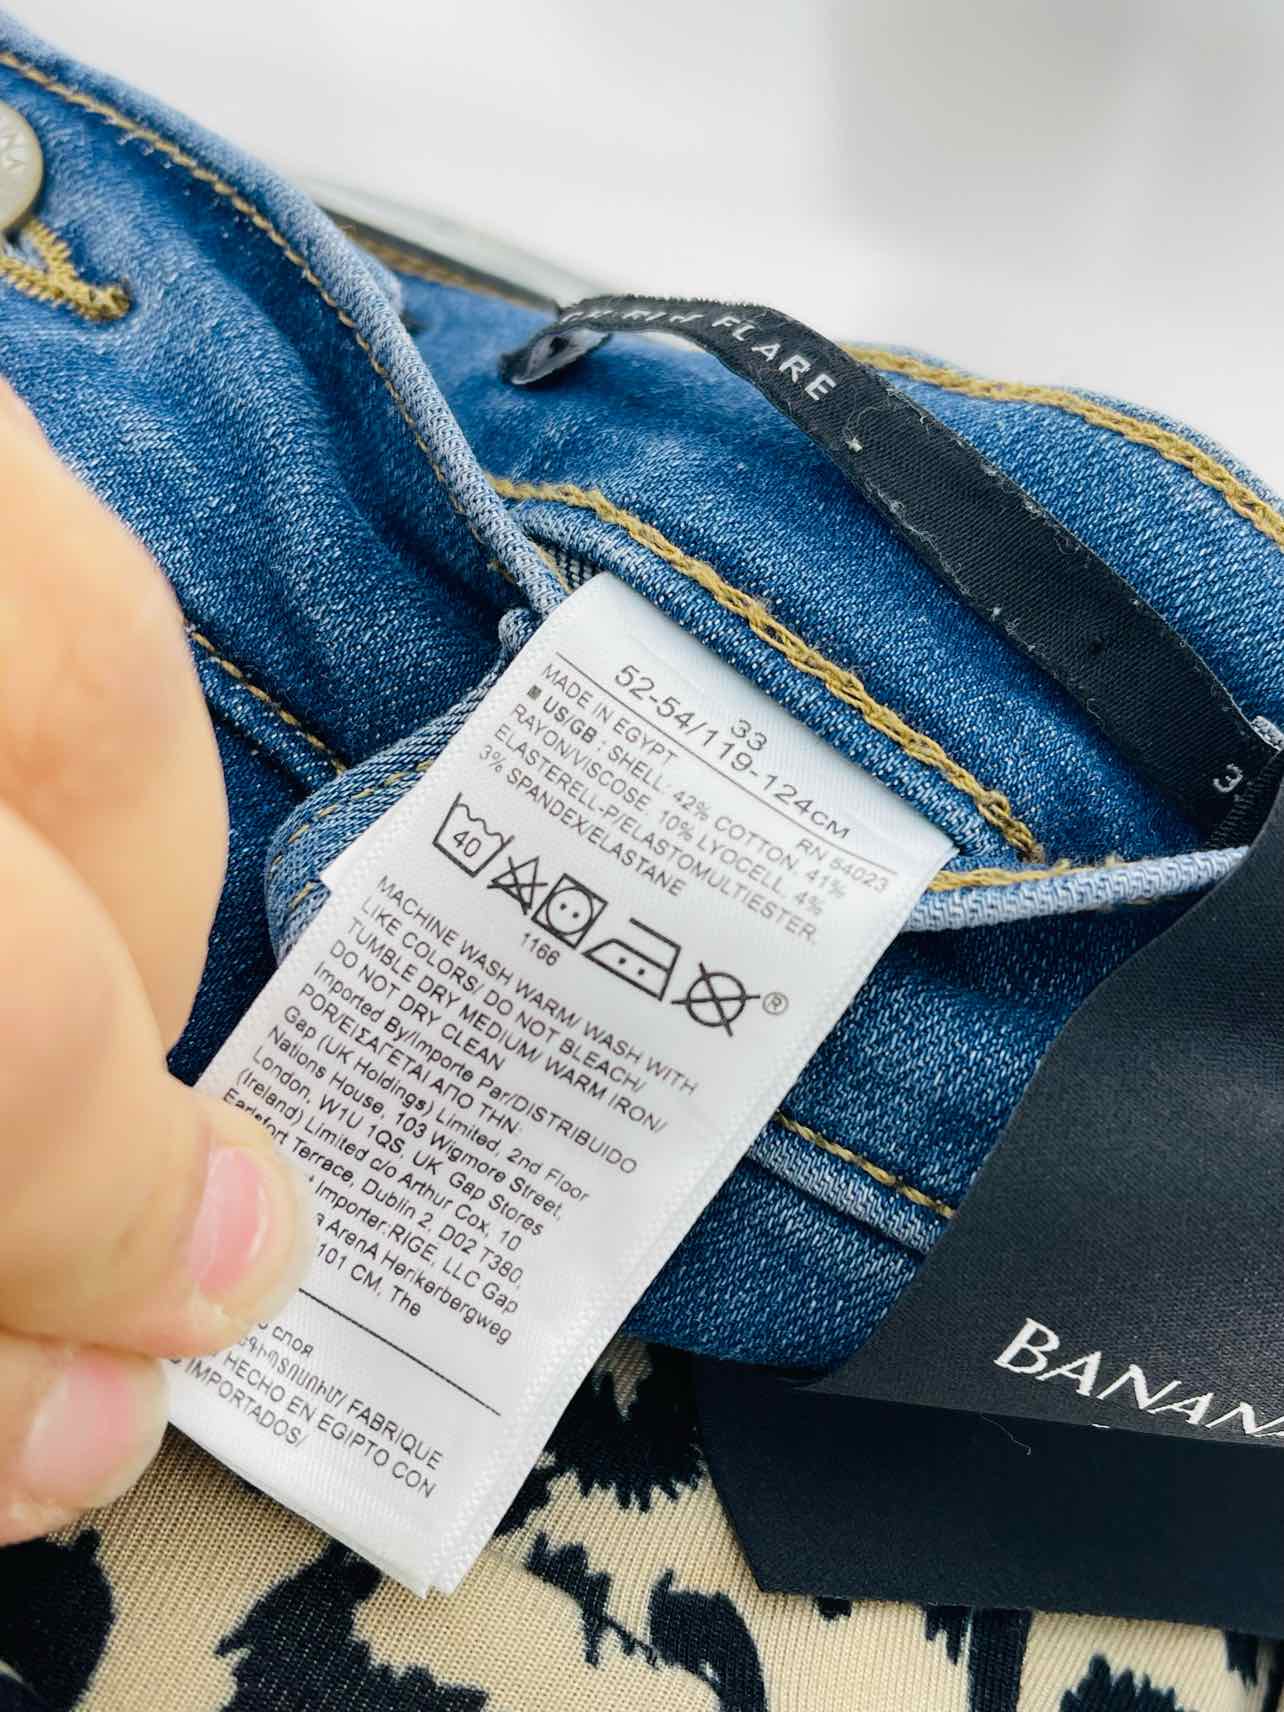 FLARE
3
33
52-54/119-124CM
MADE IN EGYPT RN 54023
US/GB : SHELL: 42% COTTON. 41%
RAYON/VISCOSE. 10% LYOCELL. 4%
ELASTERELL-P/ELASTOMULTIESTER.
3% SPANDEX/ELASTANE
40
1166
®
MACHINE WASH WARM/ WASH WITH
LIKE COLORS/ DO NOT BLEACH/
TUMBLE DRY MEDIUM/ WARM IRON/
DO NOT DRY CLEAN
Imported By/Importe Par/DISTRIBUIDO
POR/ΕΙΣΑΓΕΤΑΙ ΑΠΟ ΤΗΝ:
Gap (UK Holdings) Limited, 2nd Floor
Nations House, 103 Wigmore Street,
London, W1U 1QS, UK Gap Stores
(Ireland) Limited c/o Arthur Cox, 10
Earlsfort Terrace, Dublin 2, D02 T380,
Importer:RIGE, LLC Gap
ArenA Herikerbergweg
101 CM, The
слоя
FABRIQUE
HECHO EN EGIPTO CON
IMPORTADOS/
BANANA